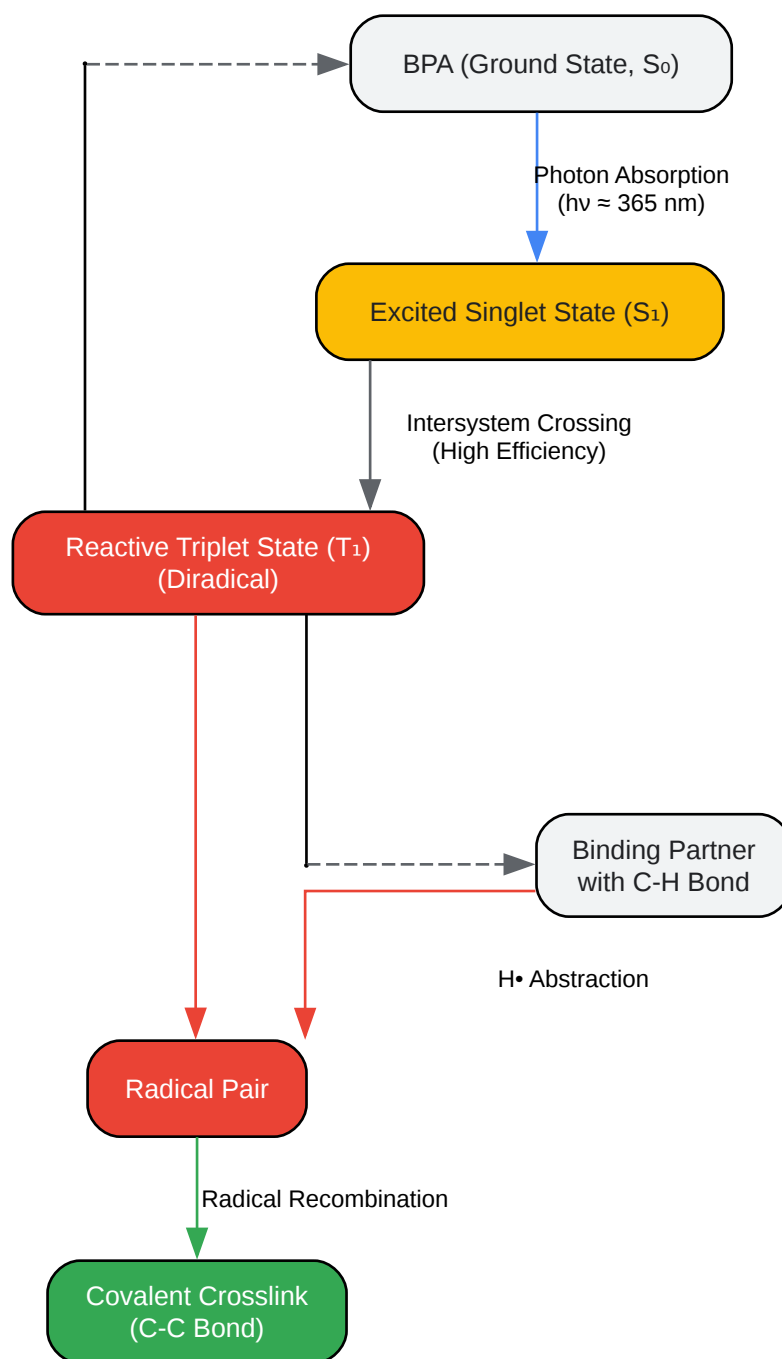 BPA (Ground State, S₀)
Photon Absorption
(hν ≈ 365 nm)
Excited Singlet State (S₁)
Intersystem Crossing
(High Efficiency)
Reactive Triplet State (T₁)
(Diradical)
Binding Partner
with C-H Bond
H• Abstraction
Radical Pair
Radical Recombination
Covalent Crosslink
(C-C Bond)